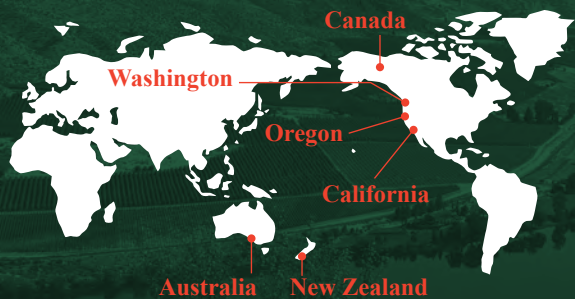 Canada
Washington
Oregon
California
Australia
New Zealand